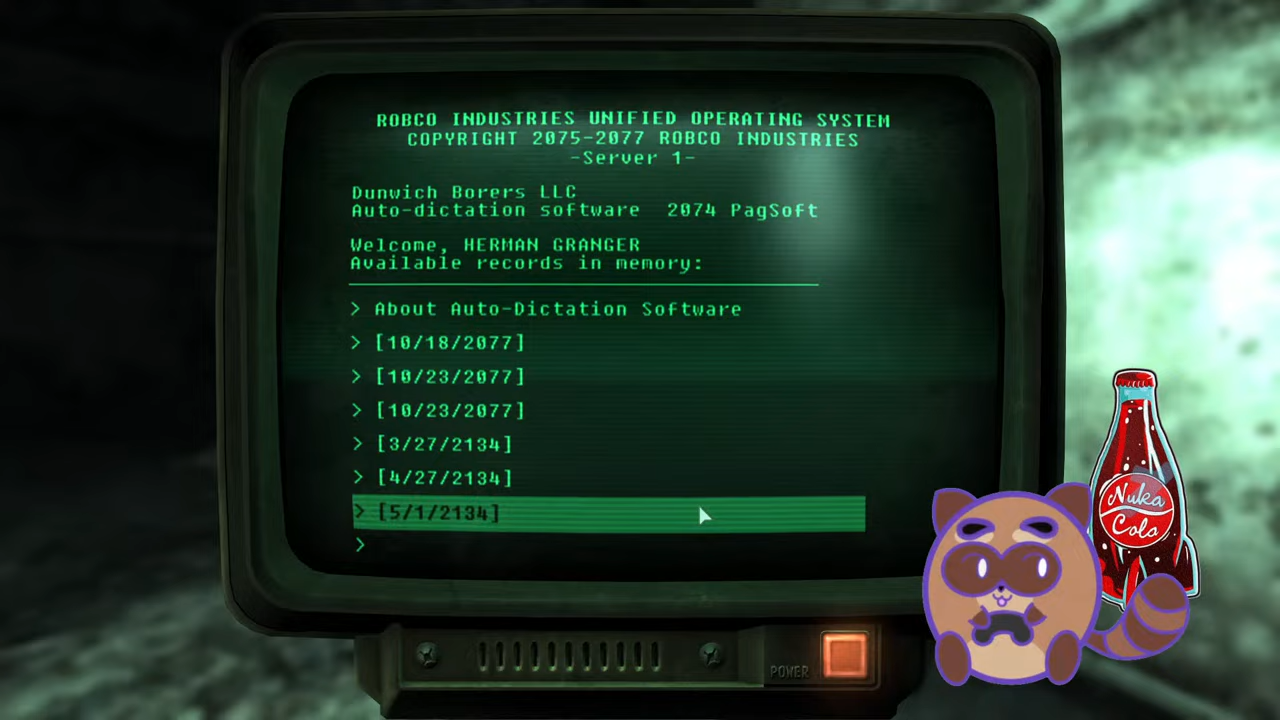 ROBCO INDUSTRIES UNIFIED OPERATING SYSTEM
COPYRIGHT 2075-2077 ROBCO INDUSTRIES
-Server 1-
Dunwich Borers LLC
Auto-dictation software 2074 PagSoft
Welcome, HERMAN GRANGER
Available records in memory:
> About Auto-Dictation Software
> [10/18/2077]
> [10/23/2077]
> [10/23/2077]
> [3/27/2134]
> [4/27/2134]
> [5/1/2134]
>
POWER
Nuka
Cola